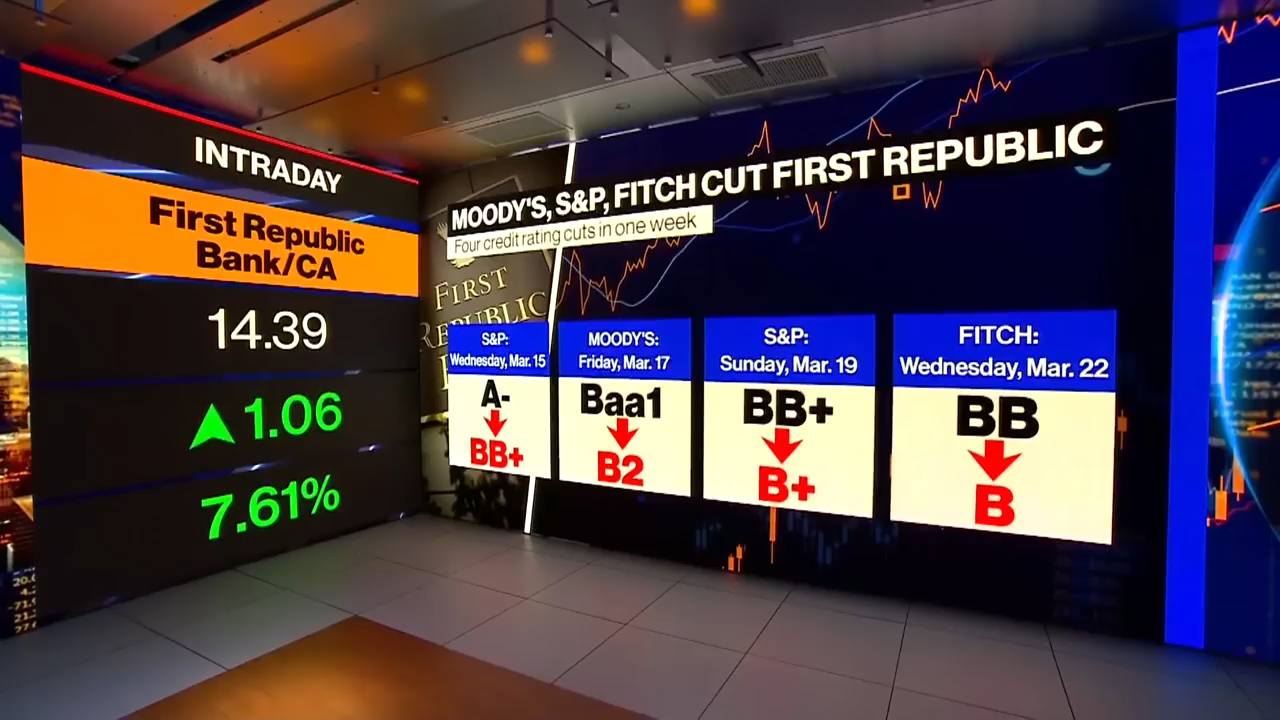 INTRADAY
First Republic
Bank/CA
14.39
1.06
7.61%
MOODY'S, S&P, FITCH CUT FIRST REPUBLIC
Four credit rating cuts in one week
FIRST
REPUBLIC
S&P:
Wednesday, Mar. 15
A-
BB+
MOODY'S:
Friday, Mar. 17
Baa1
B2
S&P:
Sunday, Mar. 19
BB+
B+
FITCH:
Wednesday, Mar. 22
BB
B